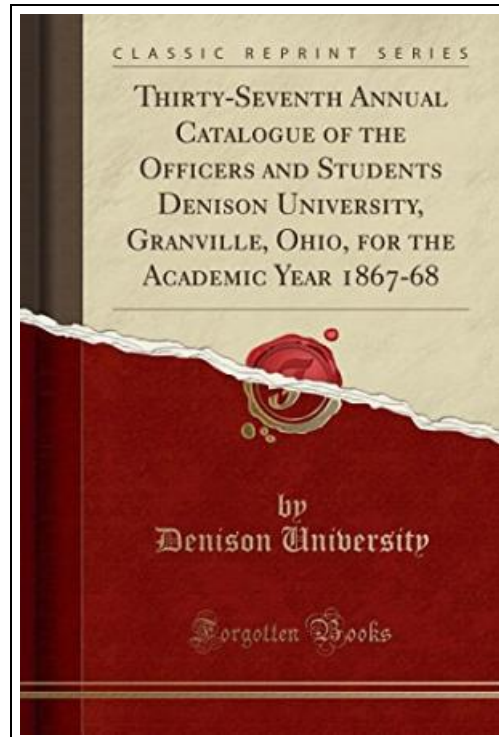 CLASSIC REPRINT SERIES
THIRTY-SEVENTH ANNUAL
CATALOGUE OF THE
OFFICERS AND STUDENTS
DENISON UNIVERSITY,
GRANVILLE, OHIO, FOR THE
ACADEMIC YEAR 1867-68
by
Denison University
Forgotten Books